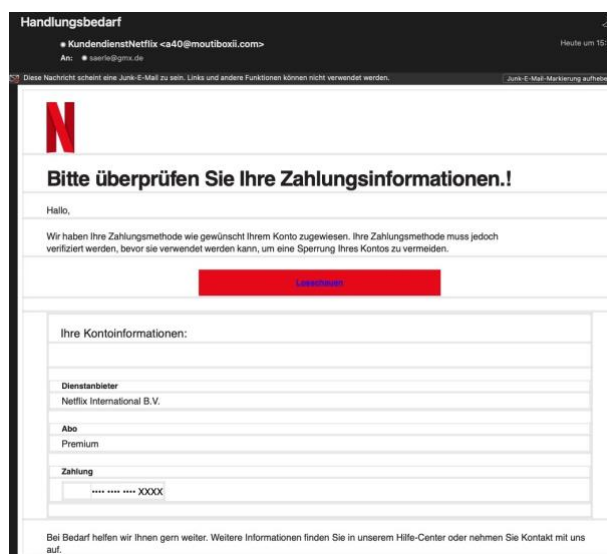 Handlungsbedarf
KundendienstNetflix <a40@moutiboxii.com>
Heute um 15:
An: saerle@gmx.de
Diese Nachricht scheint eine Junk-E-Mail zu sein. Links und andere Funktionen können nicht verwendet werden.
Junk-E-Mail-Markierung aufhebe
N
Bitte überprüfen Sie Ihre Zahlungsinformationen.!
Hallo,
Wir haben Ihre Zahlungsmethode wie gewünscht Ihrem Konto zugewiesen. Ihre Zahlungsmethode muss jedoch
verifiziert werden, bevor sie verwendet werden kann, um eine Sperrung Ihres Kontos zu vermeiden.
Losschauen
Ihre Kontoinformationen:
Dienstanbieter
Netflix International B.V.
Abo
Premium
Zahlung
•••• •••• •••• XXXX
Bei Bedarf helfen wir Ihnen gern weiter. Weitere Informationen finden Sie in unserem Hilfe-Center oder nehmen Sie Kontakt mit uns
auf.